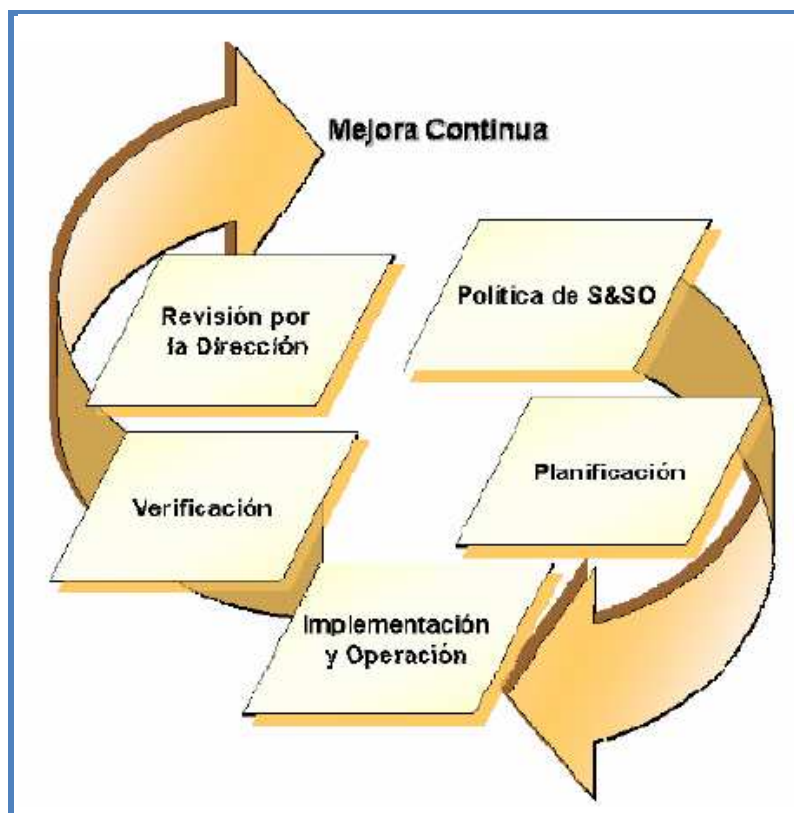 Mejora Continua
Política de S&SO
Planificación
Implementación
y Operación
Verificación
Revisión por
la Dirección